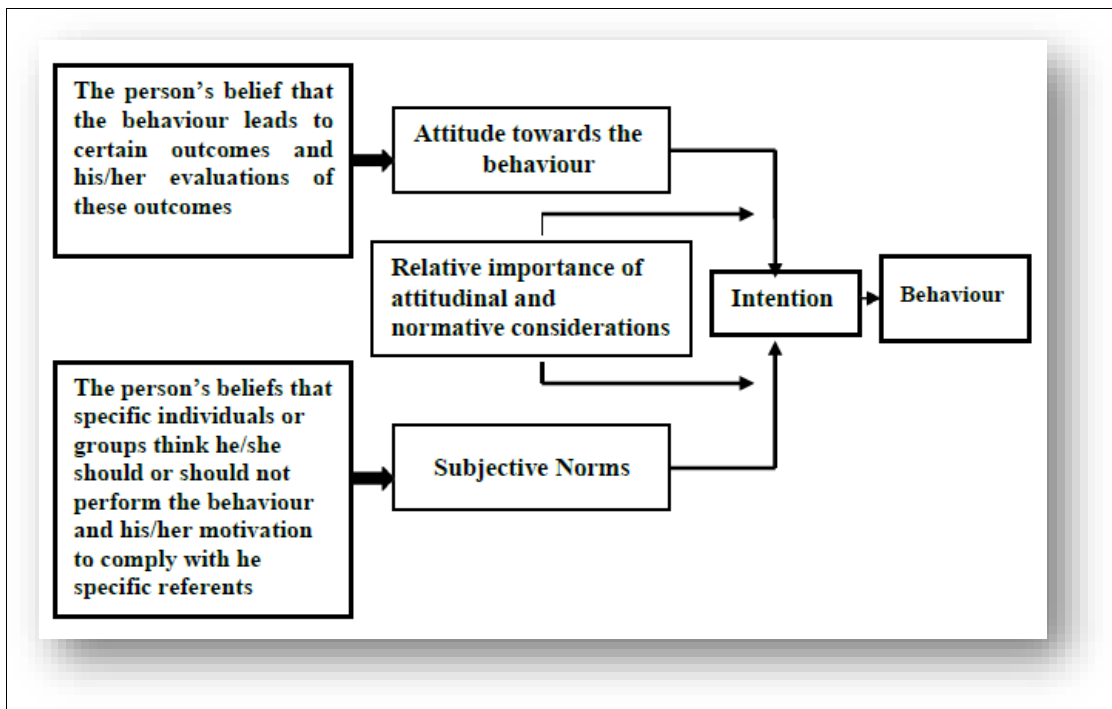 The person’s belief that
the behaviour leads to
certain outcomes and
his/her evaluations of
these outcomes
Attitude towards the
behaviour
Relative importance of
attitudinal and
normative considerations
Intention
Behaviour
The person’s beliefs that
specific individuals or
groups think he/she
should or should not
perform the behaviour
and his/her motivation
to comply with he
specific referents
Subjective Norms